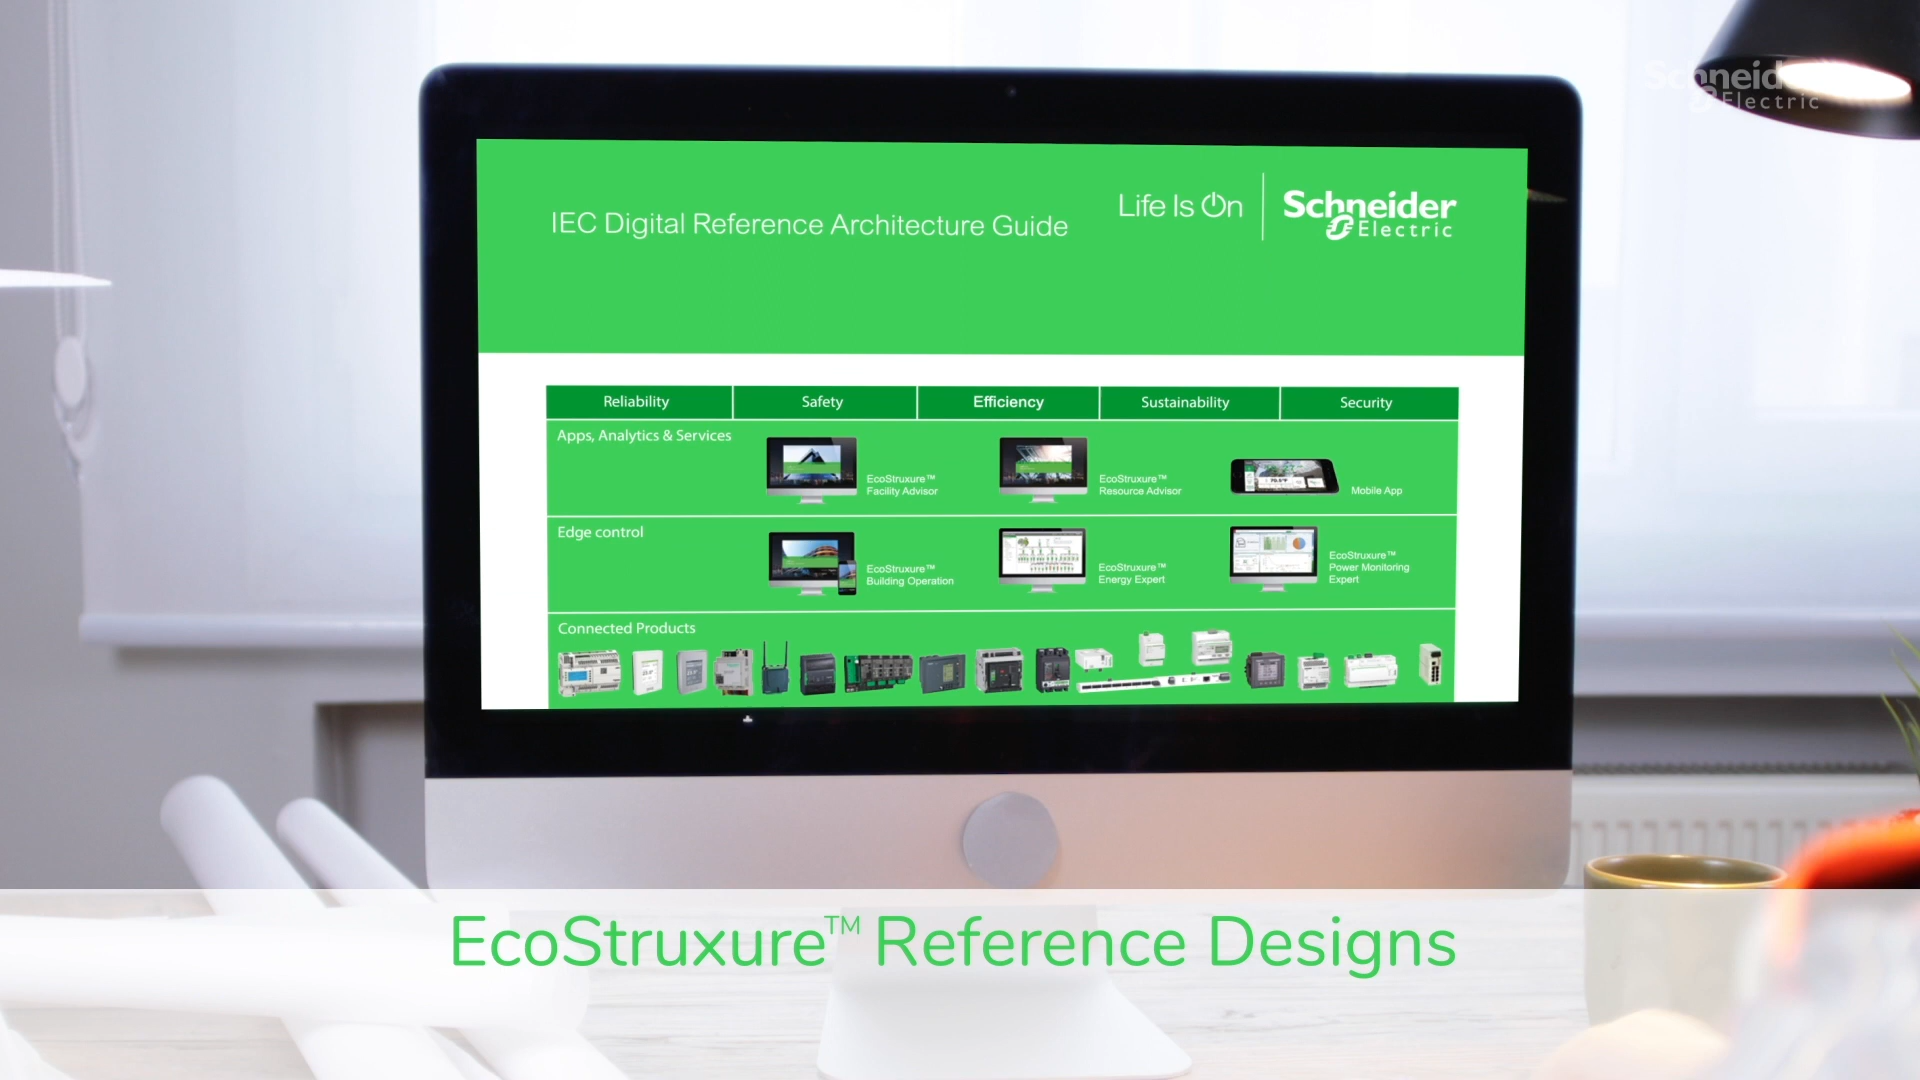 Schneider
Electric
IEC Digital Reference Architecture Guide
Life Is On
Schneider
Electric
Reliability
Safety
Efficiency
Sustainability
Security
Apps, Analytics & Services
EcoStruxure™
Facility Advisor
EcoStruxure™
Resource Advisor
Mobile App
Edge control
EcoStruxure™
Building Operation
EcoStruxure™
Energy Expert
EcoStruxure™
Power Monitoring
Expert
Connected Products
EcoStruxure™ Reference Designs